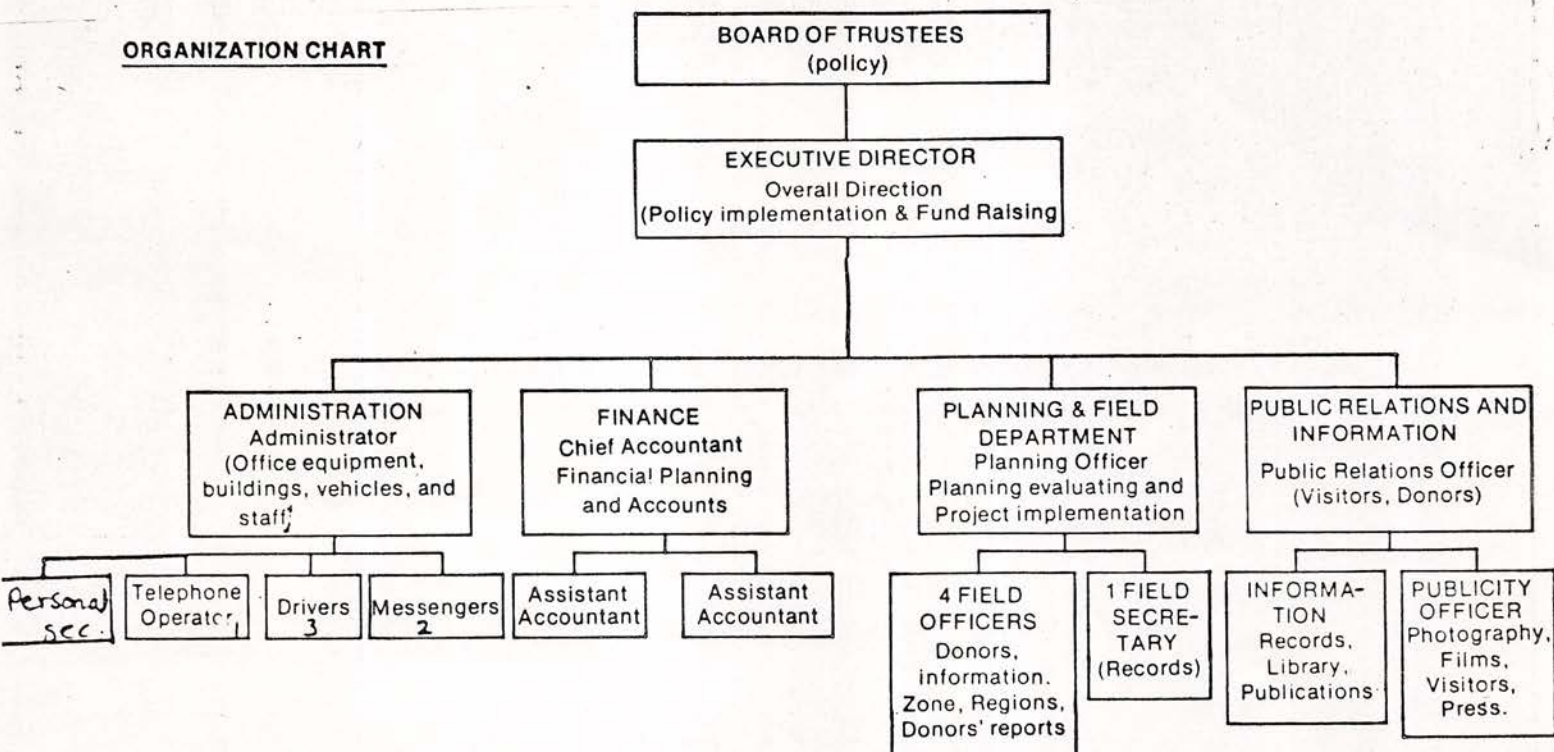 ORGANIZATION CHART
BOARD OF TRUSTEES
(policy)
EXECUTIVE DIRECTOR
Overall Direction
(Policy implementation & Fund Raising
ADMINISTRATION
Administrator
(Office equipment,
buildings, vehicles, and
staff,
FINANCE
Chief Accountant
Financial Planning
and Accounts
PLANNING & FIELD
DEPARTMENT
Planning Officer
Planning evaluating and
Project implementation
PUBLIC RELATIONS AND
INFORMATION
Public Relations Officer
(Visitors, Donors)
Personal
sec.
Telephone
Operator 1
Drivers
3
Messengers
2
Assistant
Accountant
Assistant
Accountant
4 FIELD
OFFICERS
Donors,
information.
Zone, Regions,
Donors' reports
1 FIELD
SECRE-
TARY
(Records)
INFORMA-
TION
Records,
Library,
Publications
PUBLICITY
OFFICER
Photography,
Films,
Visitors,
Press.